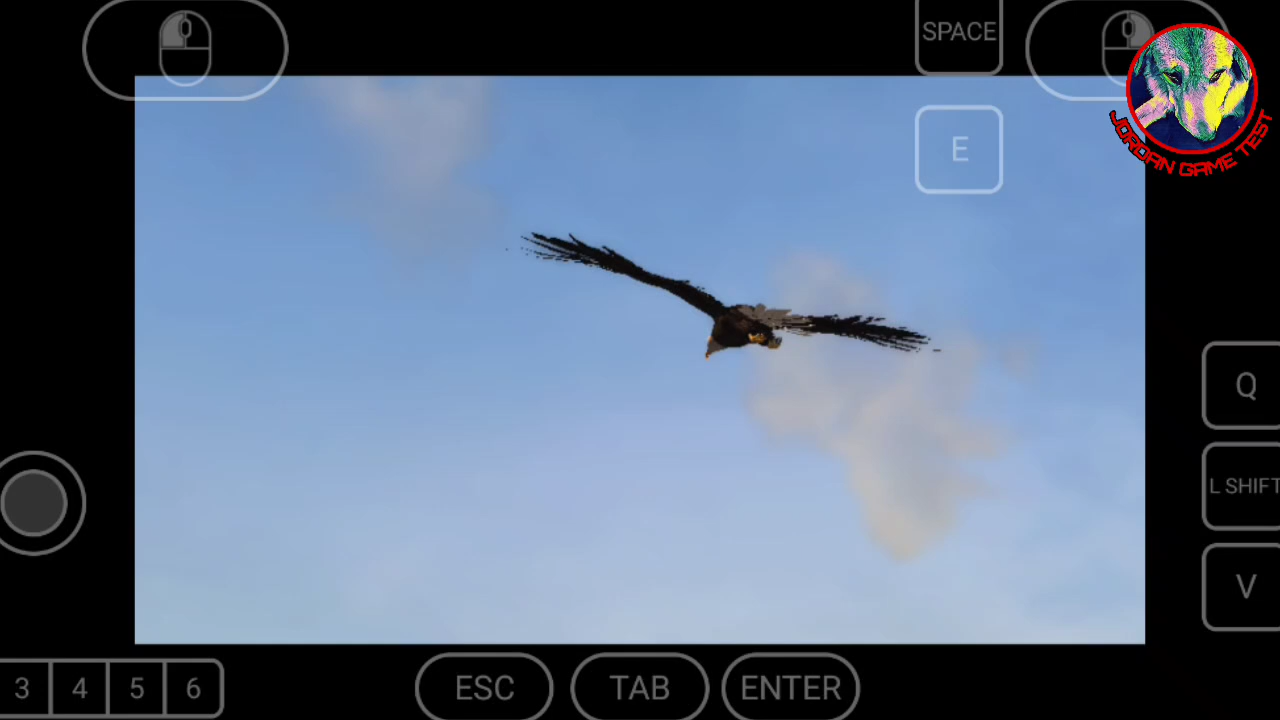 SPACE
JORDAN GAME TEST
E
Q
L SHIFT
V
3 4 5 6
ESC TAB ENTER